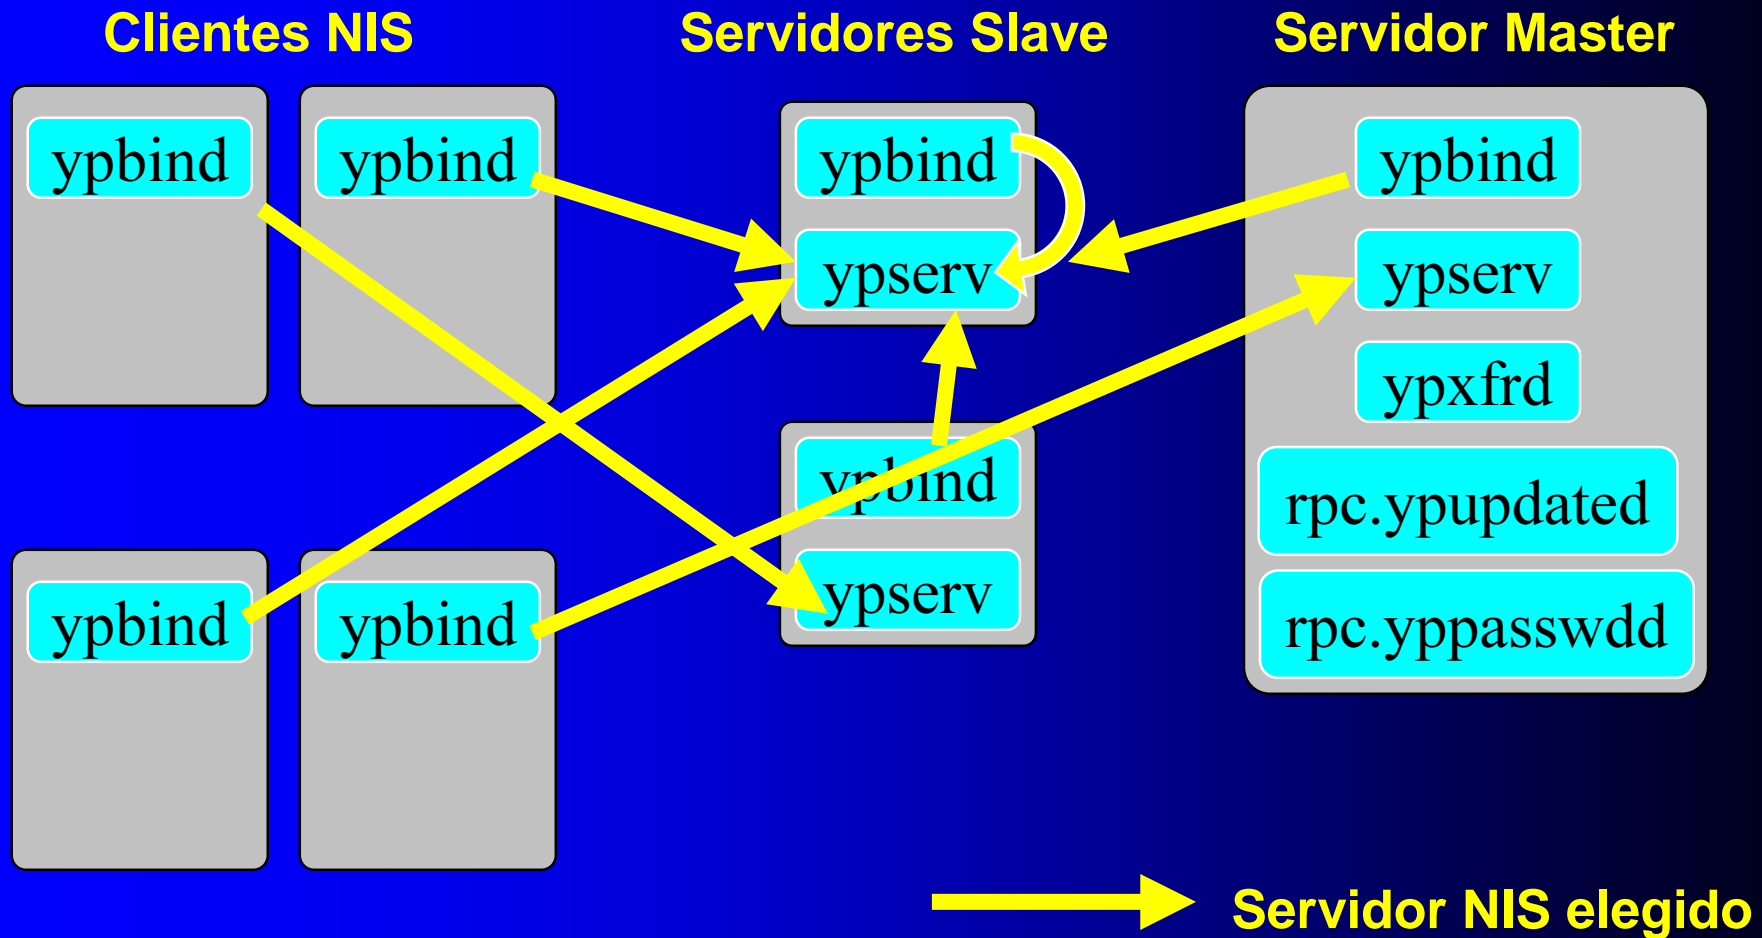 Clientes NIS
Servidores Slave
Servidor Master
ypbind
ypbind
ypbind
ypserv
ypbind
ypserv
ypxfrd
ypbind
ypserv
rpc.ypupdated
rpc.yppasswdd
ypbind
ypbind
Servidor NIS elegido